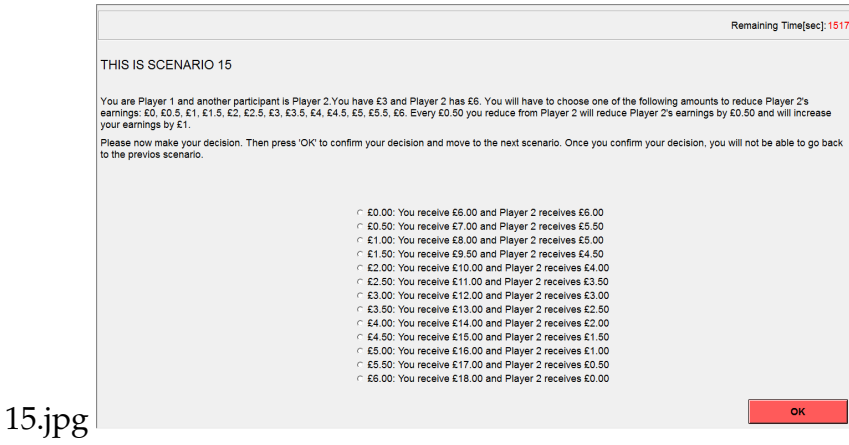 Remaining Time[sec]: 1517
THIS IS SCENARIO 15
You are Player 1 and another participant is Player 2.You have £3 and Player 2 has £6. You will have to choose one of the following amounts to reduce Player 2's
earnings: £0, £0.5, £1, £1.5, £2, £2.5, £3, £3.5, £4, £4.5, £5, £5.5, £6. Every £0.50 you reduce from Player 2 will reduce Player 2's earnings by £0.50 and will increase
your earnings by £1.
Please now make your decision. Then press 'OK' to confirm your decision and move to the next scenario. Once you confirm your decision, you will not be able to go back
to the previos scenario.
£0.00: You receive £6.00 and Player 2 receives £6.00
£0.50: You receive £7.00 and Player 2 receives £5.50
£1.00: You receive £8.00 and Player 2 receives £5.00
£1.50: You receive £9.50 and Player 2 receives £4.50
£2.00: You receive £10.00 and Player 2 receives £4.00
£2.50: You receive £11.00 and Player 2 receives £3.50
£3.00: You receive £12.00 and Player 2 receives £3.00
£3.50: You receive £13.00 and Player 2 receives £2.50
£4.00: You receive £14.00 and Player 2 receives £2.00
£4.50: You receive £15.00 and Player 2 receives £1.50
£5.00: You receive £16.00 and Player 2 receives £1.00
£5.50: You receive £17.00 and Player 2 receives £0.50
£6.00: You receive £18.00 and Player 2 receives £0.00
OK
15.jpg